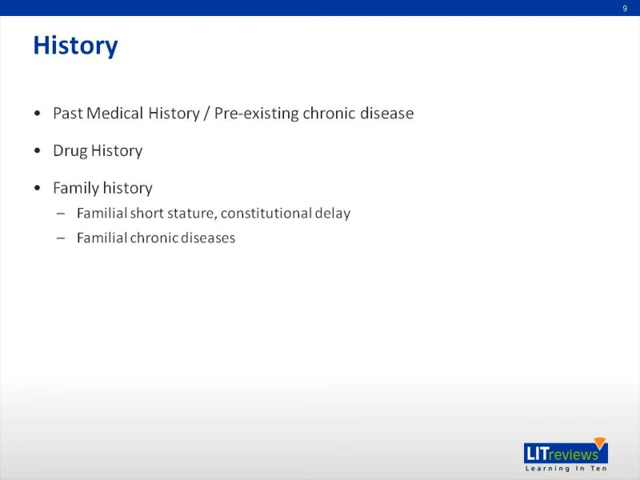 9
History
• Past Medical History / Pre-existing chronic disease
• Drug History
• Family history
– Familial short stature, constitutional delay
– Familial chronic diseases
LITreviews
Learning In Ten